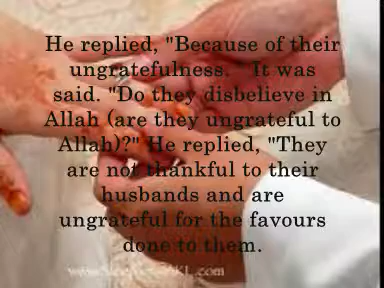 He replied, "Because of their
ungratefulness." It was
said. "Do they disbelieve in
Allah (are they ungrateful to
Allah)?" He replied, "They
are not thankful to their
husbands and are
ungrateful for the favours
done to them.